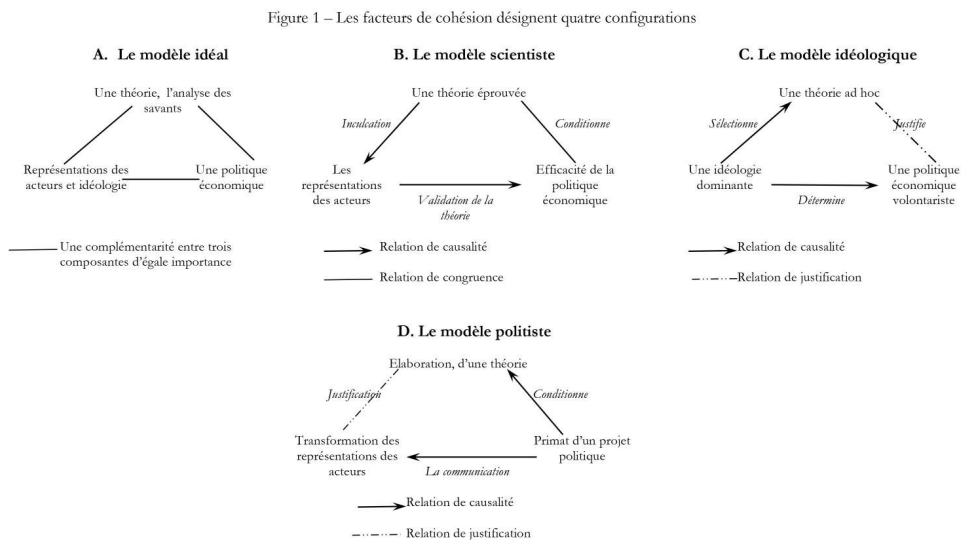 Figure 1 – Les facteurs de cohésion désignent quatre configurations
A. Le modèle idéal
Une théorie, l'analyse des
savants
Représentations des
acteurs et idéologie
Une politique
économique
Une complémentarité entre trois
composantes d'égale importance
B. Le modèle scientiste
Une théorie éprouvée
Inculcation
Conditionne
Les
représentations
des acteurs
Validation de la
théorie
Efficacité de la
politique
économique
Relation de causalité
Relation de congruence
C. Le modèle idéologique
Une théorie ad hoc
Sélectionne
Justifie
Une idéologie
dominante
Détermine
Une politique
économique
volontariste
Relation de causalité
Relation de justification
D. Le modèle politiste
Elaboration, d'une théorie
Justification
Conditionne
Transformation des
représentations des
acteurs
La communication
Primat d'un projet
politique
Relation de causalité
Relation de justification